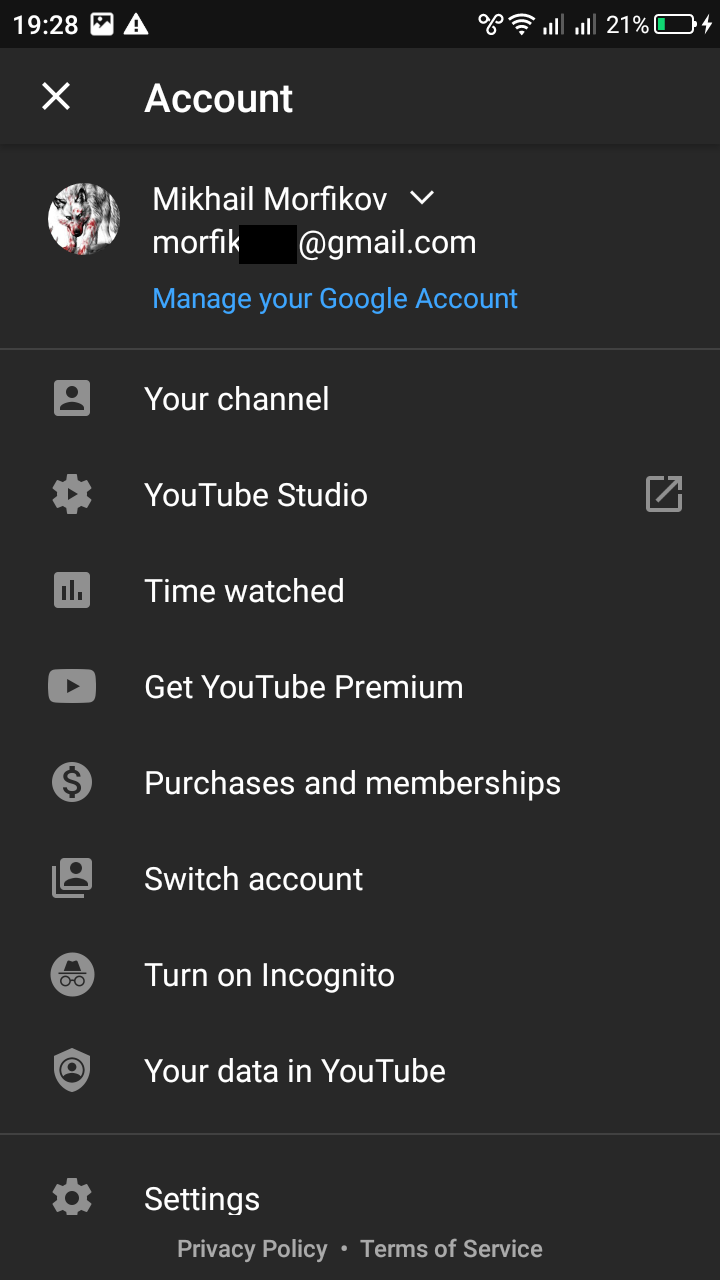 19:28 21%
Account
Mikhail Morfikov
morfik @gmail.com
Manage your Google Account
Your channel
YouTube Studio
Time watched
Get YouTube Premium
Purchases and memberships
Switch account
Turn on Incognito
Your data in YouTube
Settings
Privacy Policy • Terms of Service